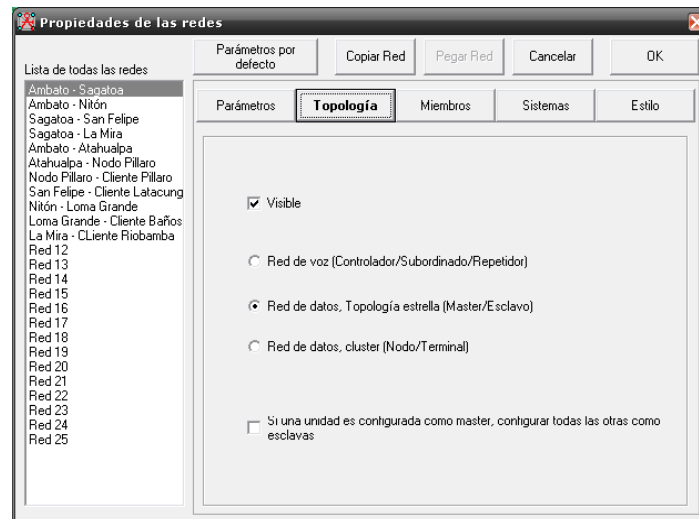 Propiedades de las redes
Parámetros por
defecto
Copiar Red
Pegar Red
Cancelar
OK
Lista de todas las redes
Ambato - Sagatoa
Ambato - Nitón
Sagatoa - San Felipe
Sagatoa - La Mira
Ambato - Atahualpa
Atahualpa - Nodo Pillaro
Nodo Pillaro - Cliente Pillaro
San Felipe - Cliente Latacung
Nitón - Loma Grande
Loma Grande - Cliente Baños
La Mira - CLiente Riobamba
Red 12
Red 13
Red 14
Red 15
Red 16
Red 17
Red 18
Red 19
Red 20
Red 21
Red 22
Red 23
Red 24
Red 25
Parámetros
Topología
Miembros
Sistemas
Estilo
Visible
Red de voz (Controlador/Subordinado/Repetidor)
Red de datos, Topología estrella (Master/Esclavo)
Red de datos, cluster (Nodo/Terminal)
Si una unidad es configurada como master, configurar todas las otras como
esclavas